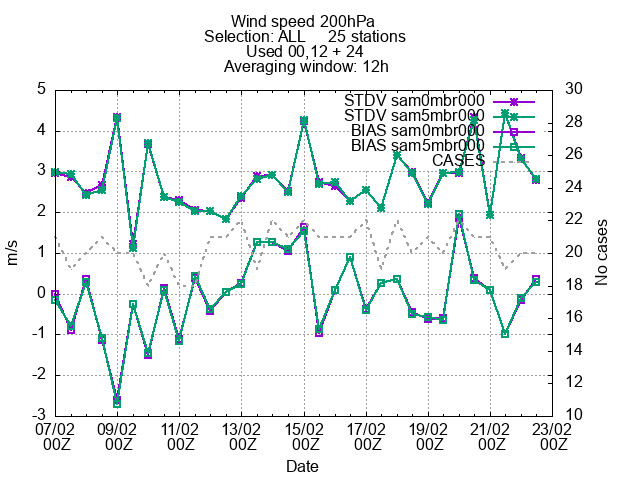 Wind speed 200hPa
Selection: ALL 25 stations
Used 00,12 + 24
Averaging window: 12h
STDV sam0mbr000
STDV sam5mbr000
BIAS sam0mbr000
BIAS sam5mbr000
CASES
5
4
3
2
1
0
-1
-2
-3
m/s
30
28
26
24
22
20
18
16
14
12
10
No cases
07/02 09/02 11/02 13/02 15/02 17/02 19/02 21/02 23/02
00Z 00Z 00Z 00Z 00Z 00Z 00Z 00Z 00Z
Date